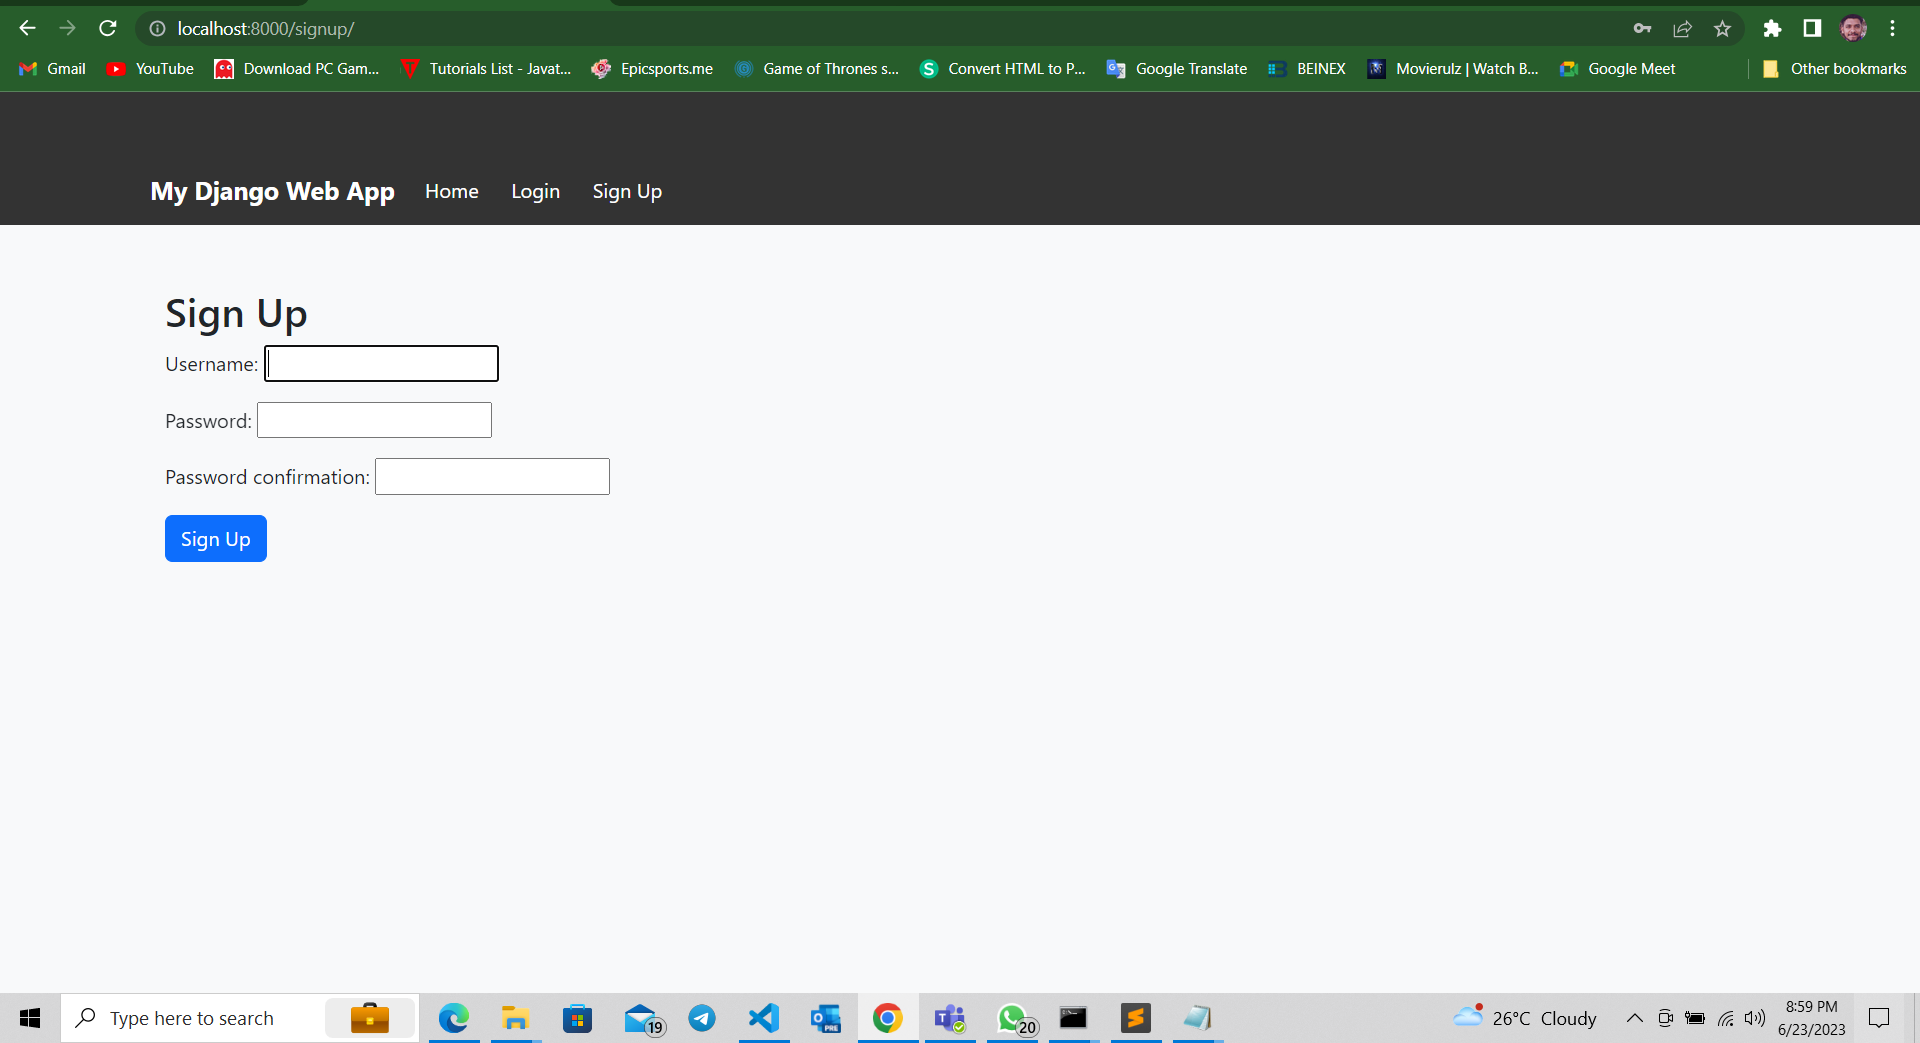 localhost:8000/signup/
Gmail YouTube Download PC Gam... Tutorials List - Javat... Epicsports.me Game of Thrones s... Convert HTML to P... Google Translate BEINEX Movierulz | Watch B... Google Meet Other bookmarks
My Django Web App Home Login Sign Up
Sign Up
Username:
Password:
Password confirmation:
Sign Up
Type here to search 19 PRE 20 26°C Cloudy 8:59 PM
6/23/2023